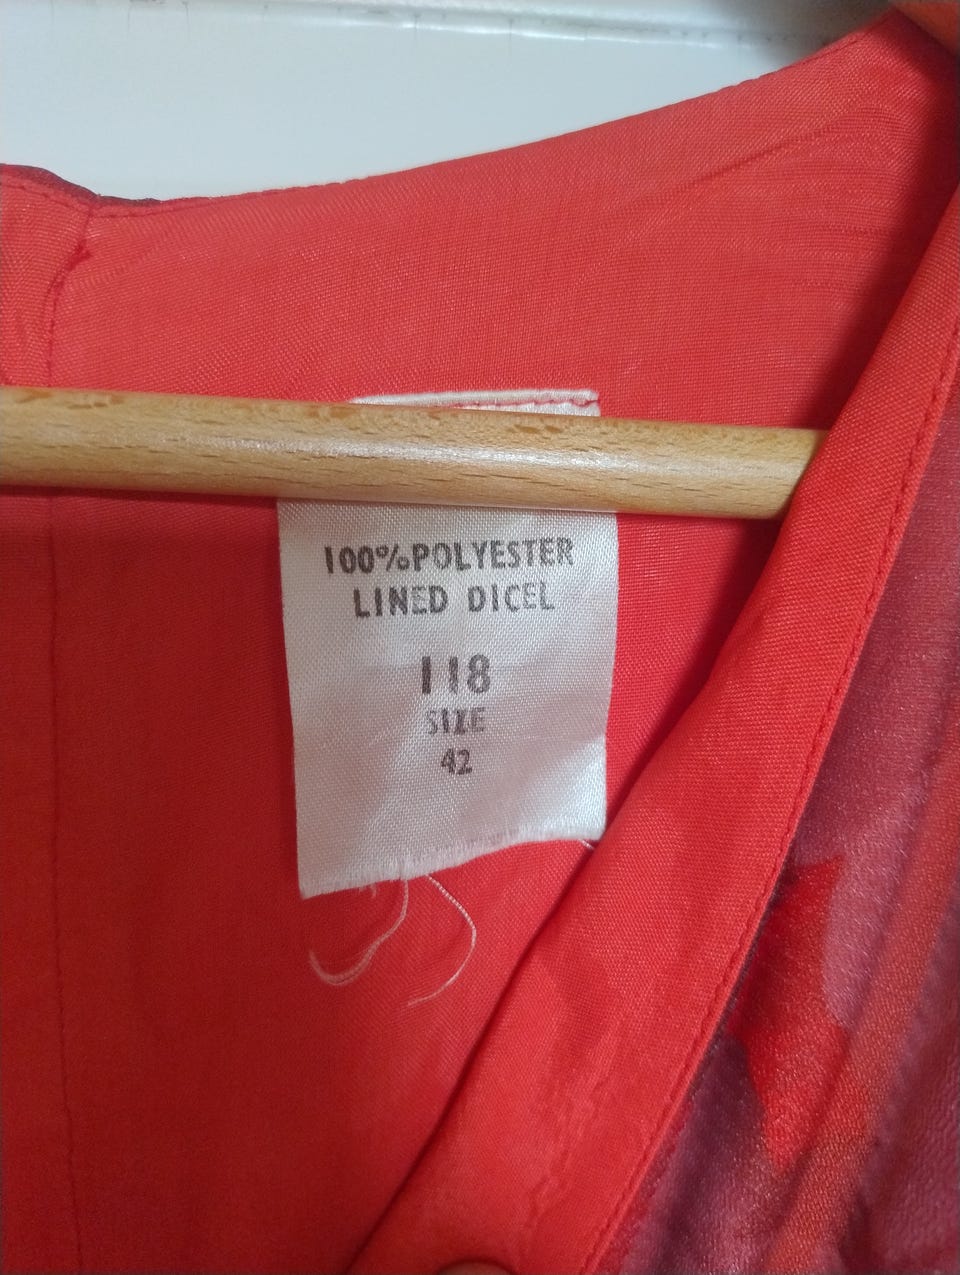 100% POLYESTER
LINED DICEL
118
SIZE
42